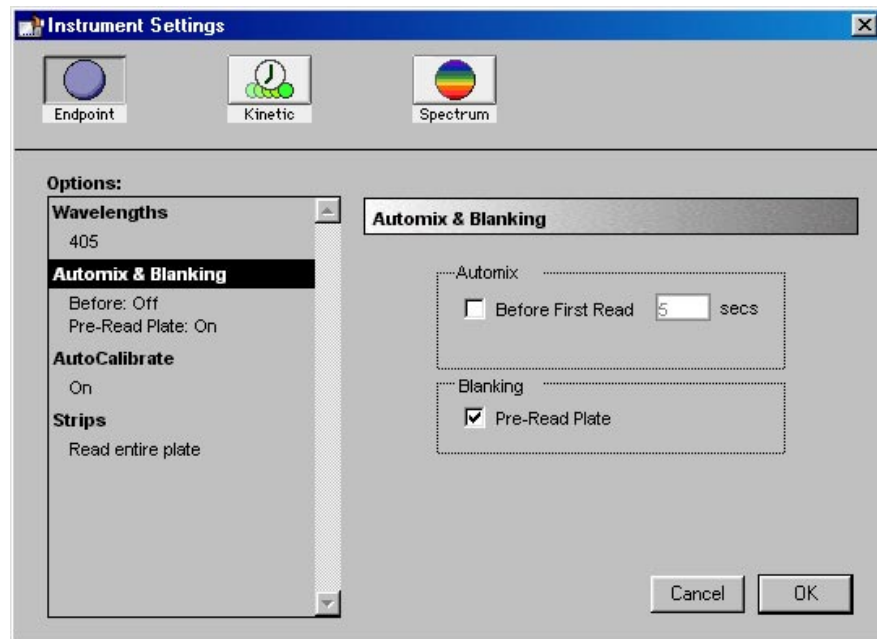 Instrument Settings
Endpoint
Kinetic
Spectrum
Options:
Wavelengths
405
Automix & Blanking
Before: Off
Pre-Read Plate: On
AutoCalibrate
On
Strips
Read entire plate
Automix & Blanking
Automix
Before First Read 5 secs
Blanking
Pre-Read Plate
Cancel OK